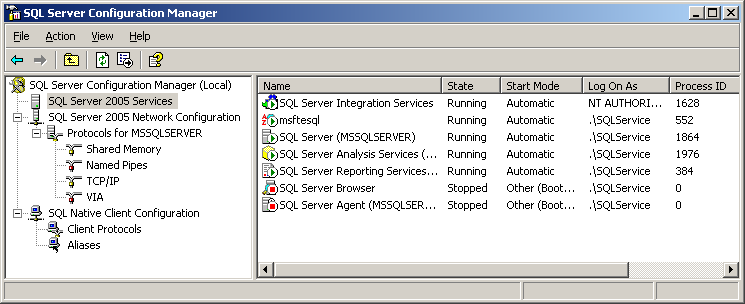 SQL Server Configuration Manager
File Action View Help
SQL Server Configuration Manager (Local)
SQL Server 2005 Services
SQL Server 2005 Network Configuration
Protocols for MSSQLSERVER
Shared Memory
Named Pipes
TCP/IP
VIA
SQL Native Client Configuration
Client Protocols
Aliases
Name State Start Mode Log On As Process ID
SQL Server Integration Services Running Automatic NT AUTHORI... 1628
msftesql Running Automatic .\SQLService 552
SQL Server (MSSQLSERVER) Running Automatic .\SQLService 1864
SQL Server Analysis Services (... Running Automatic .\SQLService 1976
SQL Server Reporting Services... Running Automatic .\SQLService 384
SQL Server Browser Stopped Other (Boot... .\SQLService 0
SQL Server Agent (MSSQLSER... Stopped Other (Boot... .\SQLService 0